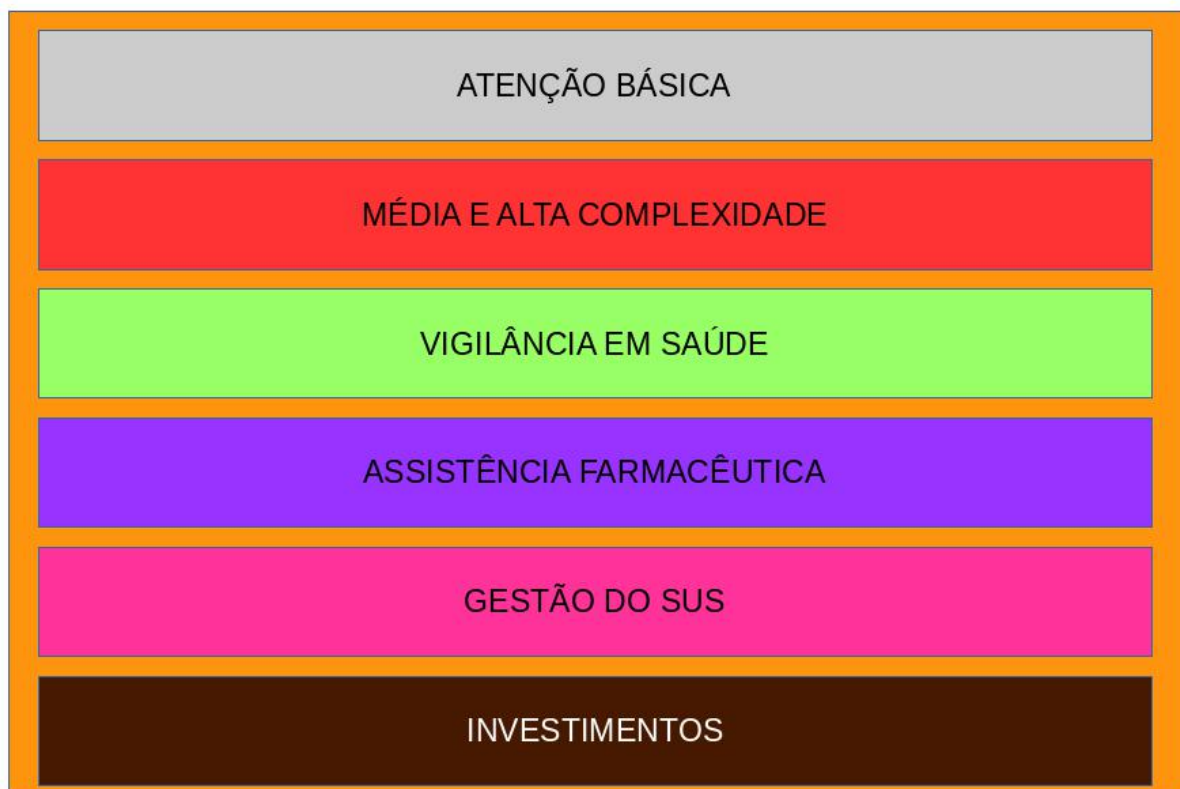 ATENÇÃO BÁSICA
MÉDIA E ALTA COMPLEXIDADE
VIGILÂNCIA EM SAÚDE
ASSISTÊNCIA FARMACÊUTICA
GESTÃO DO SUS
INVESTIMENTOS